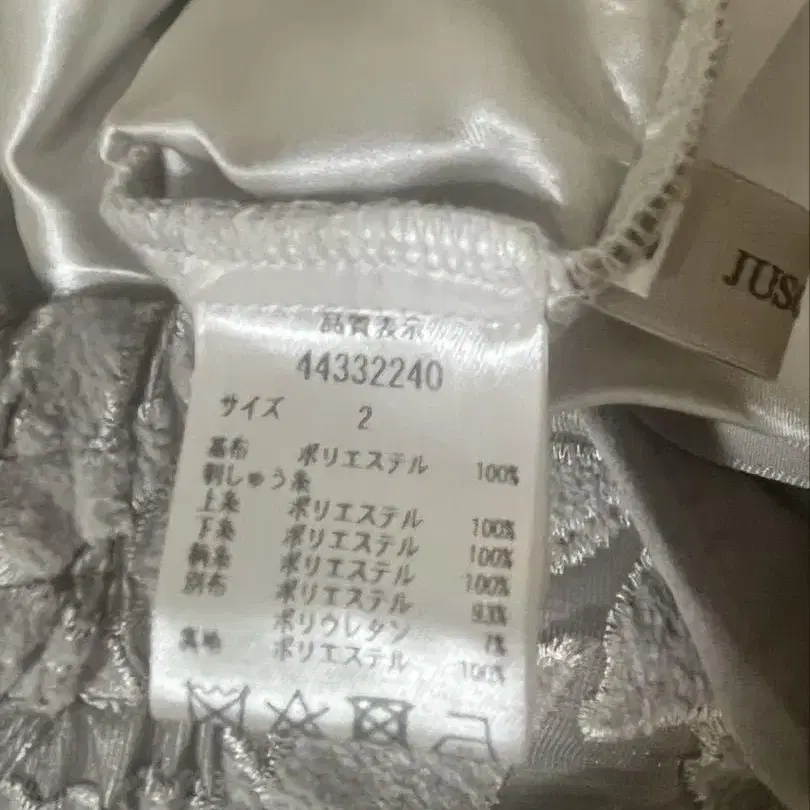 品質表示
44332240
サイズ 2
基布 ポリエステル 100%
刺しゅう糸
上糸 ポリエステル 100%
下糸 ポリエステル 100%
柄糸 ポリエステル 100%
別布 ポリエステル 93%
ポリウレタン 7%
裏地 ポリエステル 100%
JUS